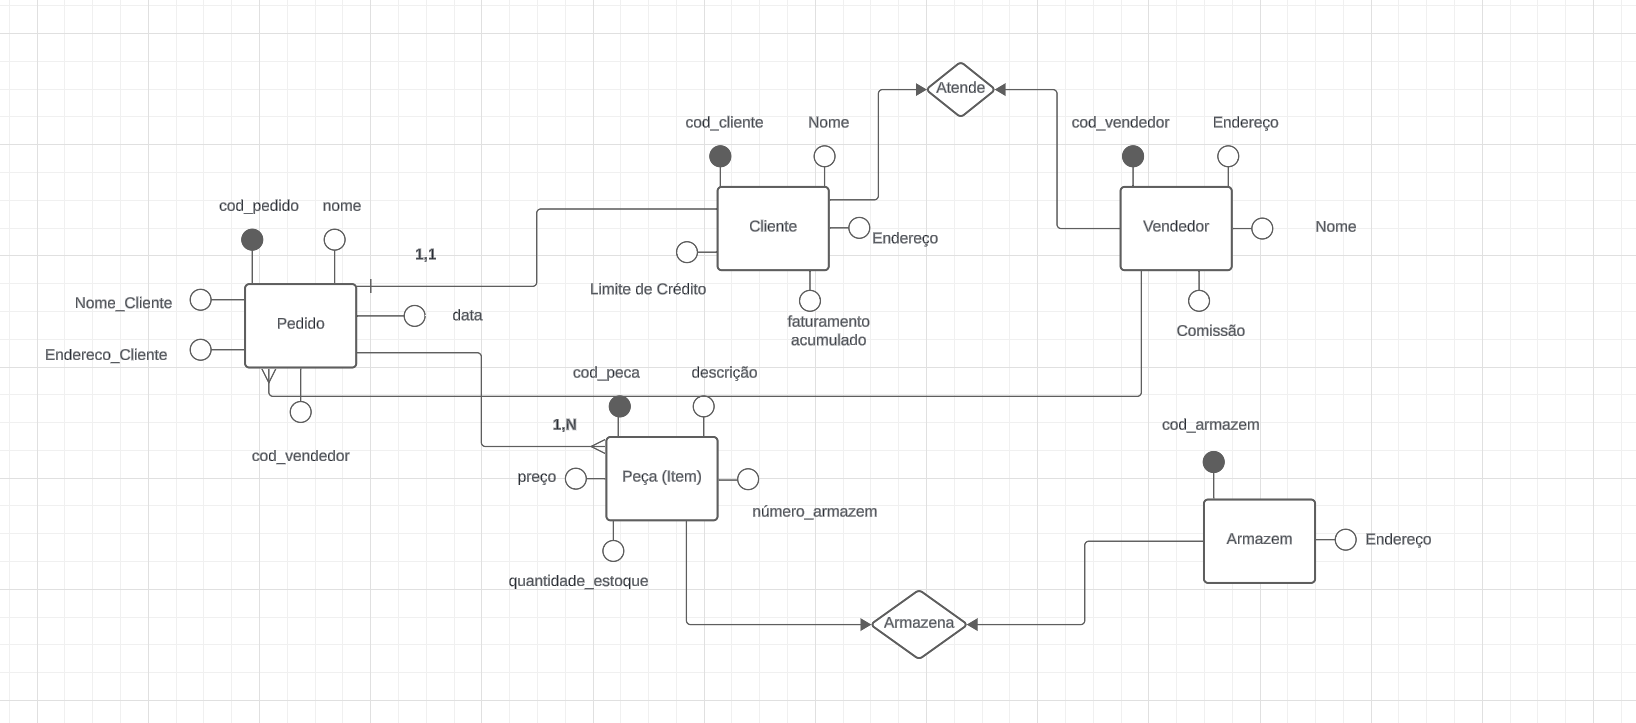 Atende
cod_cliente
Nome
cod_vendedor
Endereço
cod_pedido
nome
Cliente
Vendedor
Nome
Endereço
1,1
Limite de Crédito
Nome_Cliente
data
Pedido
faturamento
acumulado
Comissão
Endereco_Cliente
cod_peca
descrição
1,N
cod_armazem
cod_vendedor
preço
Peça (Item)
número_armazem
Armazem
Endereço
quantidade_estoque
Armazena